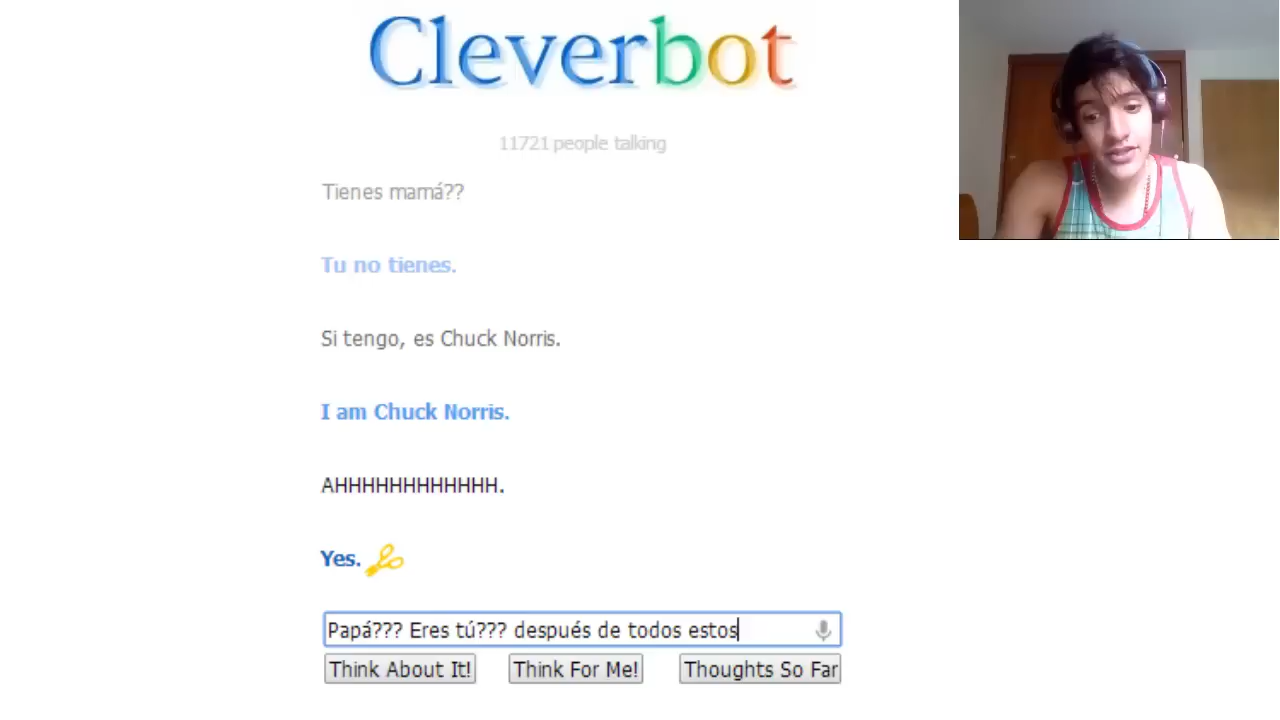 Cleverbot
11721 people talking
Tienes mamá??
Tu no tienes.
Si tengo, es Chuck Norris.
I am Chuck Norris.
AHHHHHHHHHHHH.
Yes.
Papá??? Eres tú??? después de todos estos
Think About It!
Think For Me!
Thoughts So Far